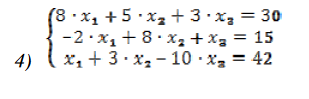 8 · x₁ + 5 · x₂ + 3 · x₃ = 30
-2 · x₁ + 8 · x₂ + x₃ = 15
4) x₁ + 3 · x₂ - 10 · x₃ = 42